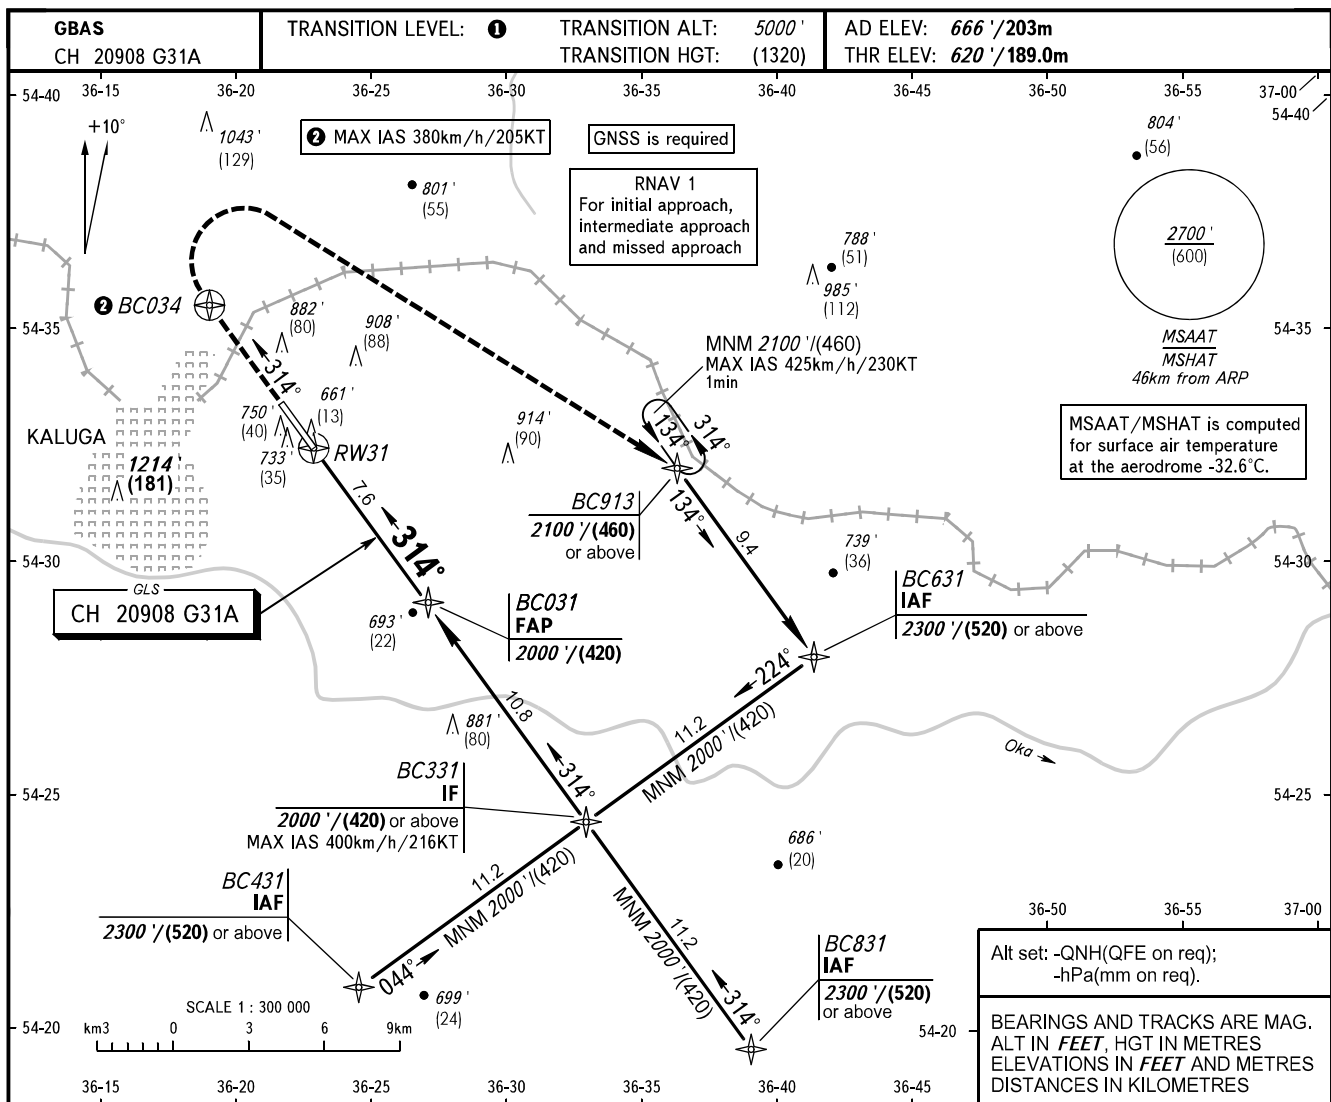 GBAS
CH 20908 G31A
TRANSITION LEVEL: ❶
TRANSITION ALT: 5000'
TRANSITION HGT: (1320)
AD ELEV: 666'/203m
THR ELEV: 620'/189.0m
36-15 36-20 36-25 36-30 36-35 36-40 36-50 36-55 37-00
54-40
54-40
+10°
1043'
(129)
❷ MAX IAS 380km/h/205KT
GNSS is required
804'
(56)
801'
(55)
RNAV 1
For initial approach,
intermediate approach
and missed approach
788'
(51)
985'
(112)
2700'
(600)
MSAAT
MSHAT
46km from ARP
❷ BC034
882'
(80)
908'
(88)
54-35
54-35
MNM 2100'/(460)
MAX IAS 425km/h/230KT
1min
314°
661'
(13)
750'
(40)
733'
(35)
RW31
914'
(90)
134°
314°
MSAAT/MSHAT is computed
for surface air temperature
at the aerodrome -32.6°C.
KALUGA
1214'
(181)
7.6
BC913
2100'/(460)
or above
134°
9.4
314°
739'
(36)
54-30
54-30
GLS
CH 20908 G31A
BC031
FAP
2000'/(420)
BC631
IAF
2300'/(520) or above
693'
(22)
224°
10.8
881'
(80)
11.2
MNM 2000'/(420)
Oka
BC331
IF
2000'/(420) or above
MAX IAS 400km/h/216KT
314°
54-25
54-25
686'
(20)
BC431
IAF
2300'/(520) or above
11.2
MNM 2000'/(420)
044°
11.2
MNM 2000'/(420)
314°
BC831
IAF
2300'/(520)
or above
699'
(24)
36-50 36-55 37-00
Alt set: -QNH(QFE on req);
-hPa(mm on req).
SCALE 1 : 300 000
km3 0 3 6 9km
54-20
54-20
BEARINGS AND TRACKS ARE MAG.
ALT IN FEET, HGT IN METRES
ELEVATIONS IN FEET AND METRES
DISTANCES IN KILOMETRES
36-15 36-20 36-25 36-30 36-35 36-40 36-45